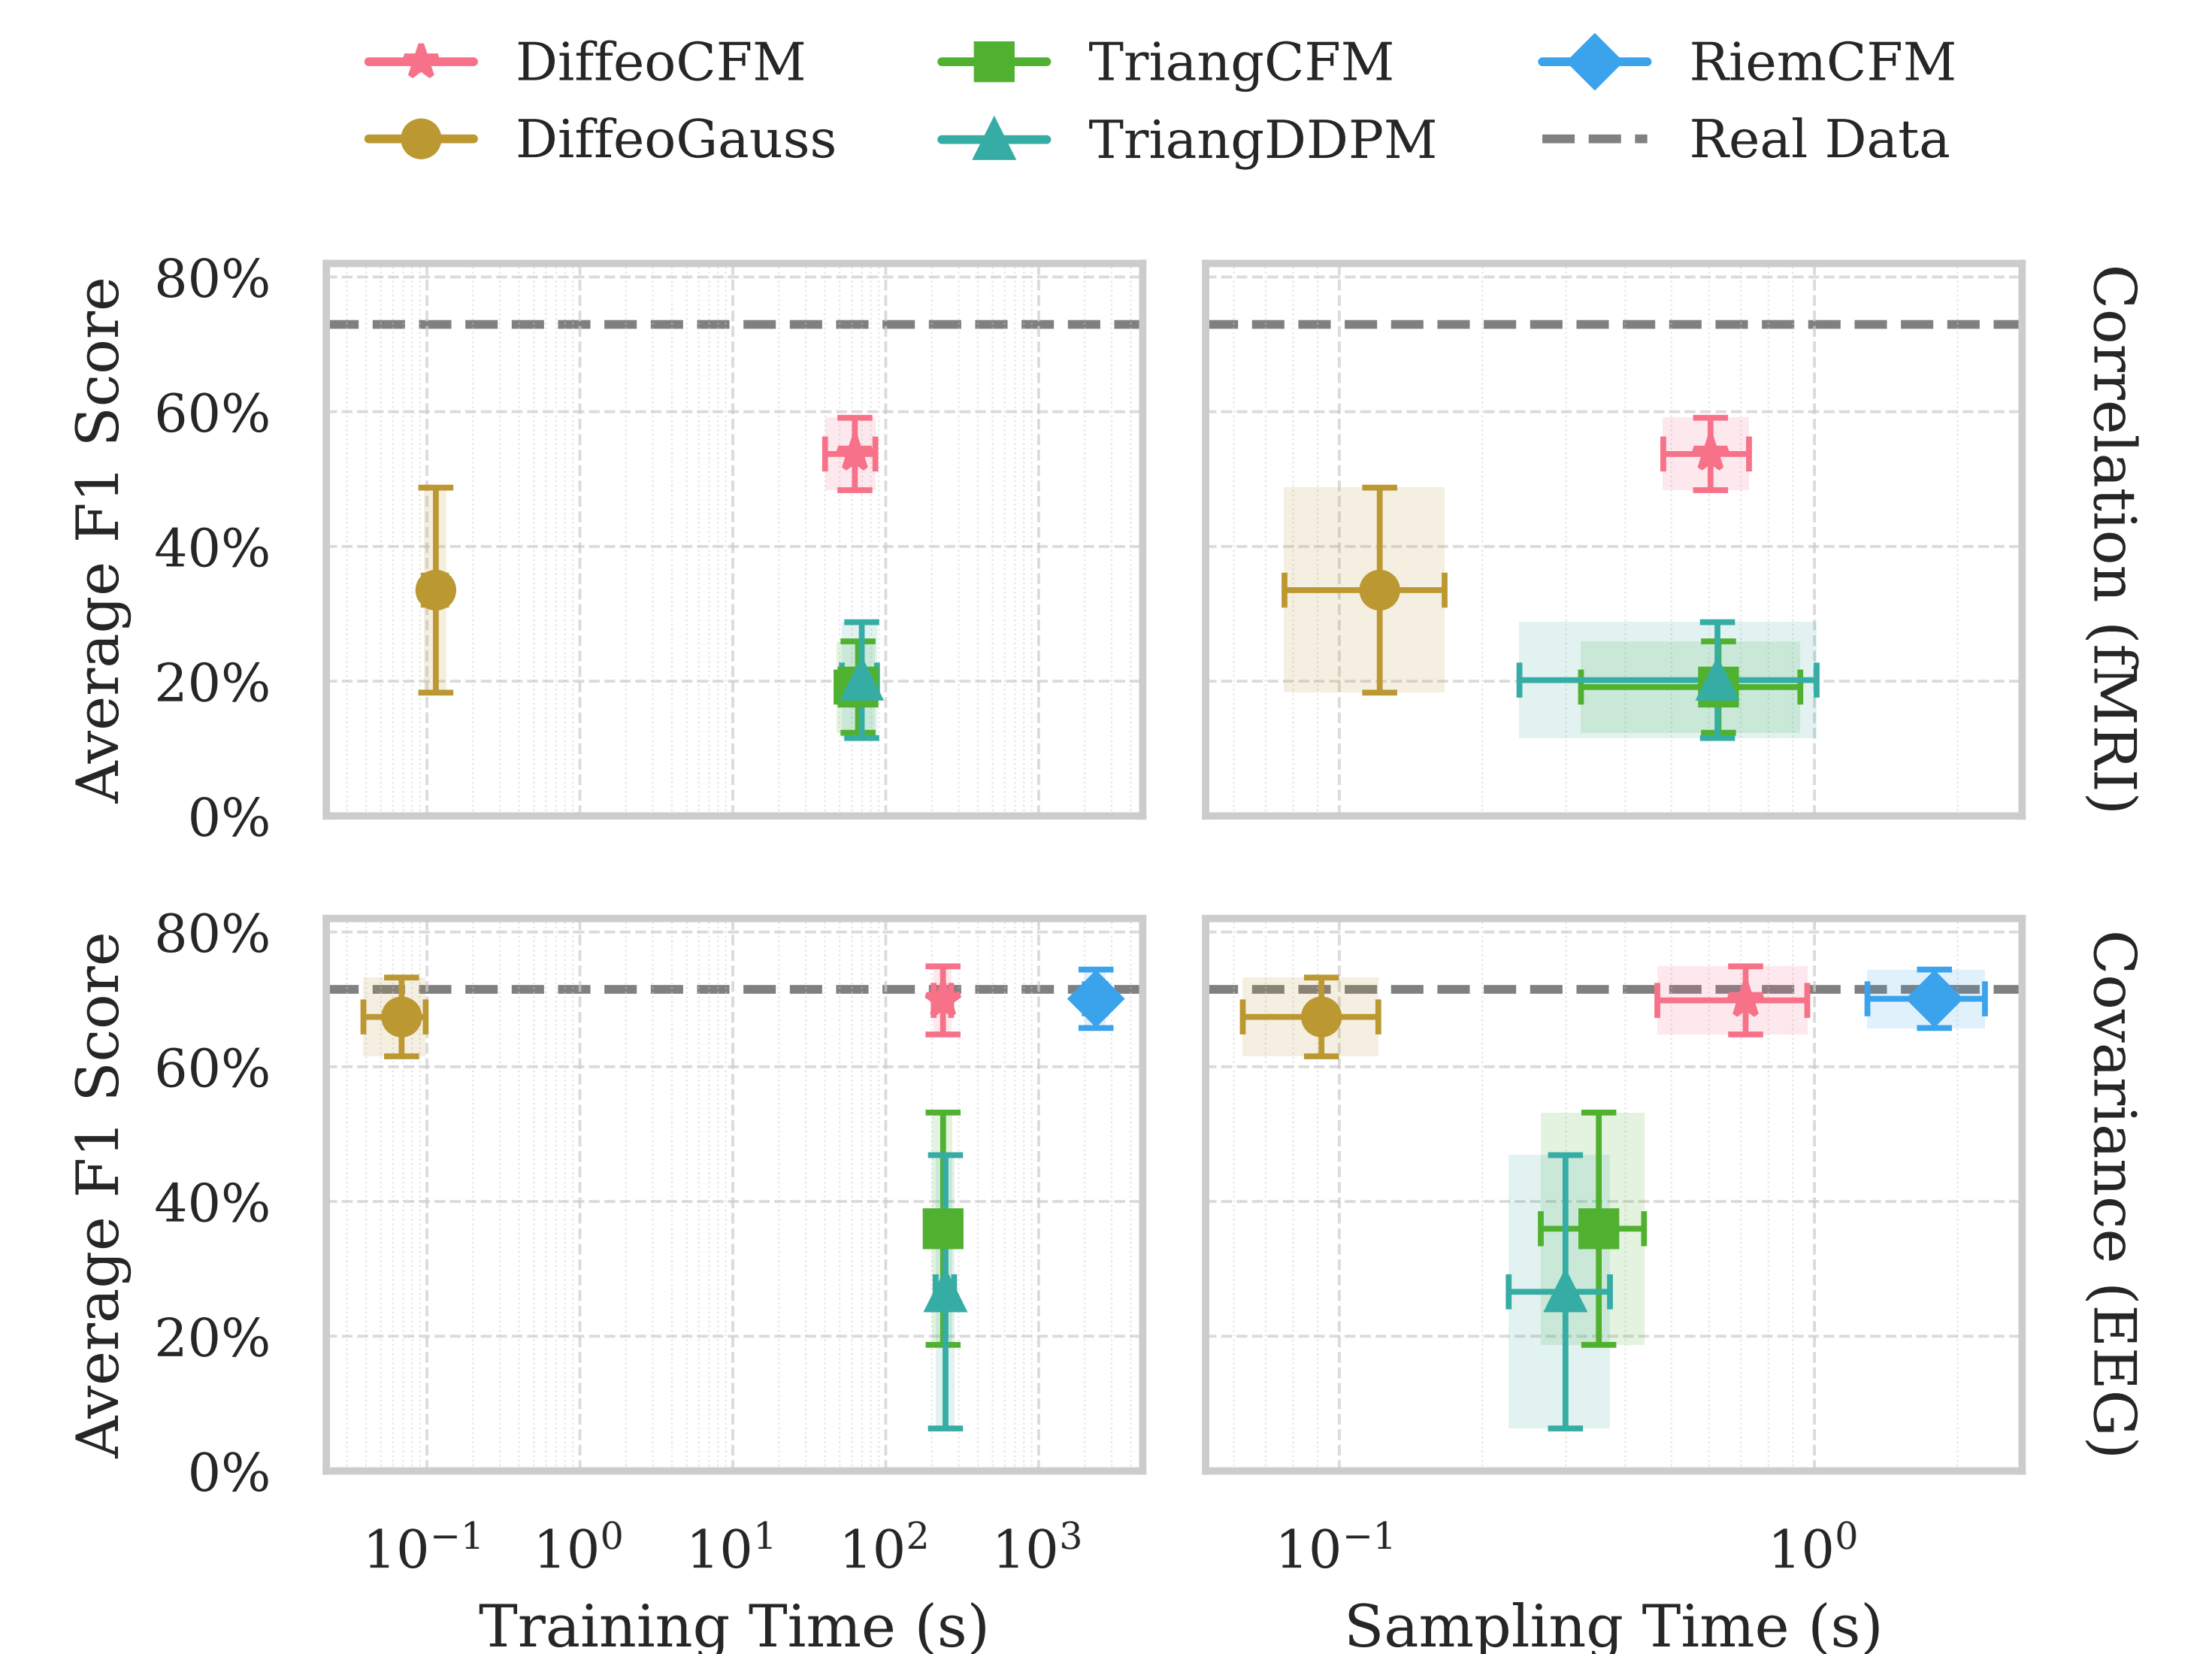 DiffeoCFM TriangCFM RiemCFM
DiffeoGauss TriangDDPM Real Data
Average F1 Score
80%
60%
40%
20%
0%
Correlation (fMRI)
Average F1 Score
80%
60%
40%
20%
0%
Covariance (EEG)
10⁻¹ 10⁰ 10¹ 10² 10³
10⁻¹ 10⁰
Training Time (s)
Sampling Time (s)